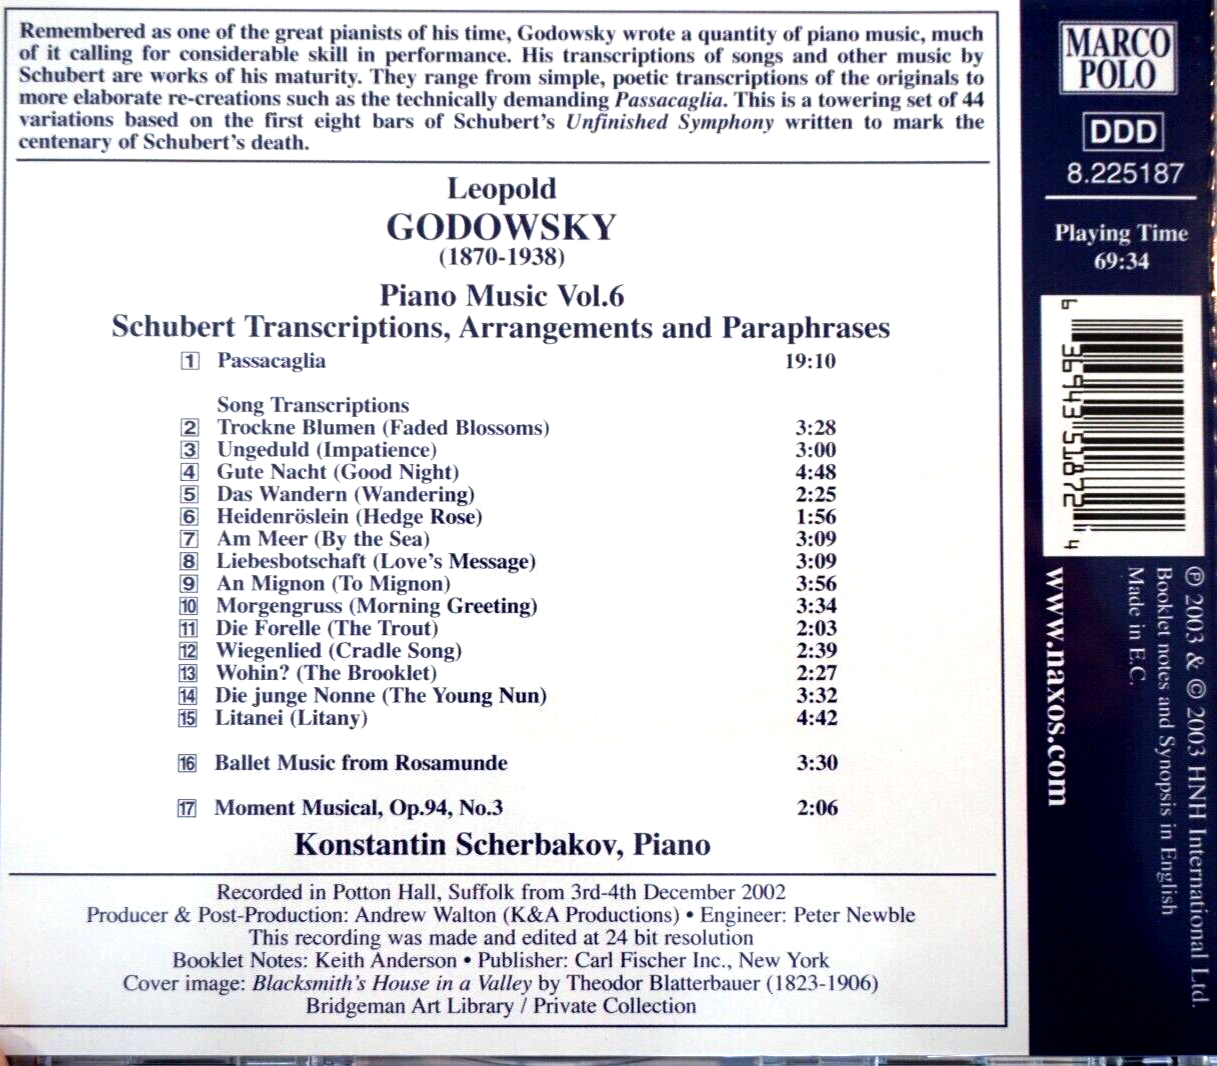 Remembered as one of the great pianists of his time, Godowsky wrote a quantity of piano music, much
of it calling for considerable skill in performance. His transcriptions of songs and other music by
Schubert are works of his maturity. They range from simple, poetic transcriptions of the originals to
more elaborate re-creations such as the technically demanding Passacaglia. This is a towering set of 44
variations based on the first eight bars of Schubert's Unfinished Symphony written to mark the
centenary of Schubert's death.
Leopold
GODOWSKY
(1870-1938)
Piano Music Vol.6
Schubert Transcriptions, Arrangements and Paraphrases
1 Passacaglia 19:10
Song Transcriptions
2 Trockne Blumen (Faded Blossoms) 3:28
3 Ungeduld (Impatience) 3:00
4 Gute Nacht (Good Night) 4:48
5 Das Wandern (Wandering) 2:25
6 Heidenröslein (Hedge Rose) 1:56
7 Am Meer (By the Sea) 3:09
8 Liebesbotschaft (Love's Message) 3:09
9 An Mignon (To Mignon) 3:56
10 Morgengruss (Morning Greeting) 3:34
11 Die Forelle (The Trout) 2:03
12 Wiegenlied (Cradle Song) 2:39
13 Wohin? (The Brooklet) 2:27
14 Die junge Nonne (The Young Nun) 3:32
15 Litanei (Litany) 4:42
16 Ballet Music from Rosamunde 3:30
17 Moment Musical, Op.94, No.3 2:06
Konstantin Scherbakov, Piano
Recorded in Potton Hall, Suffolk from 3rd-4th December 2002
Producer & Post-Production: Andrew Walton (K&A Productions) • Engineer: Peter Newble
This recording was made and edited at 24 bit resolution
Booklet Notes: Keith Anderson • Publisher: Carl Fischer Inc., New York
Cover image: Blacksmith's House in a Valley by Theodor Blatterbauer (1823-1906)
Bridgeman Art Library / Private Collection
MARCO
POLO
DDD
8.225187
Playing Time
69:34
6 36943 51872 4
℗ 2003 & © 2003 HNH International Ltd.
Booklet notes and Synopsis in English
Made in E.C.
www.naxos.com